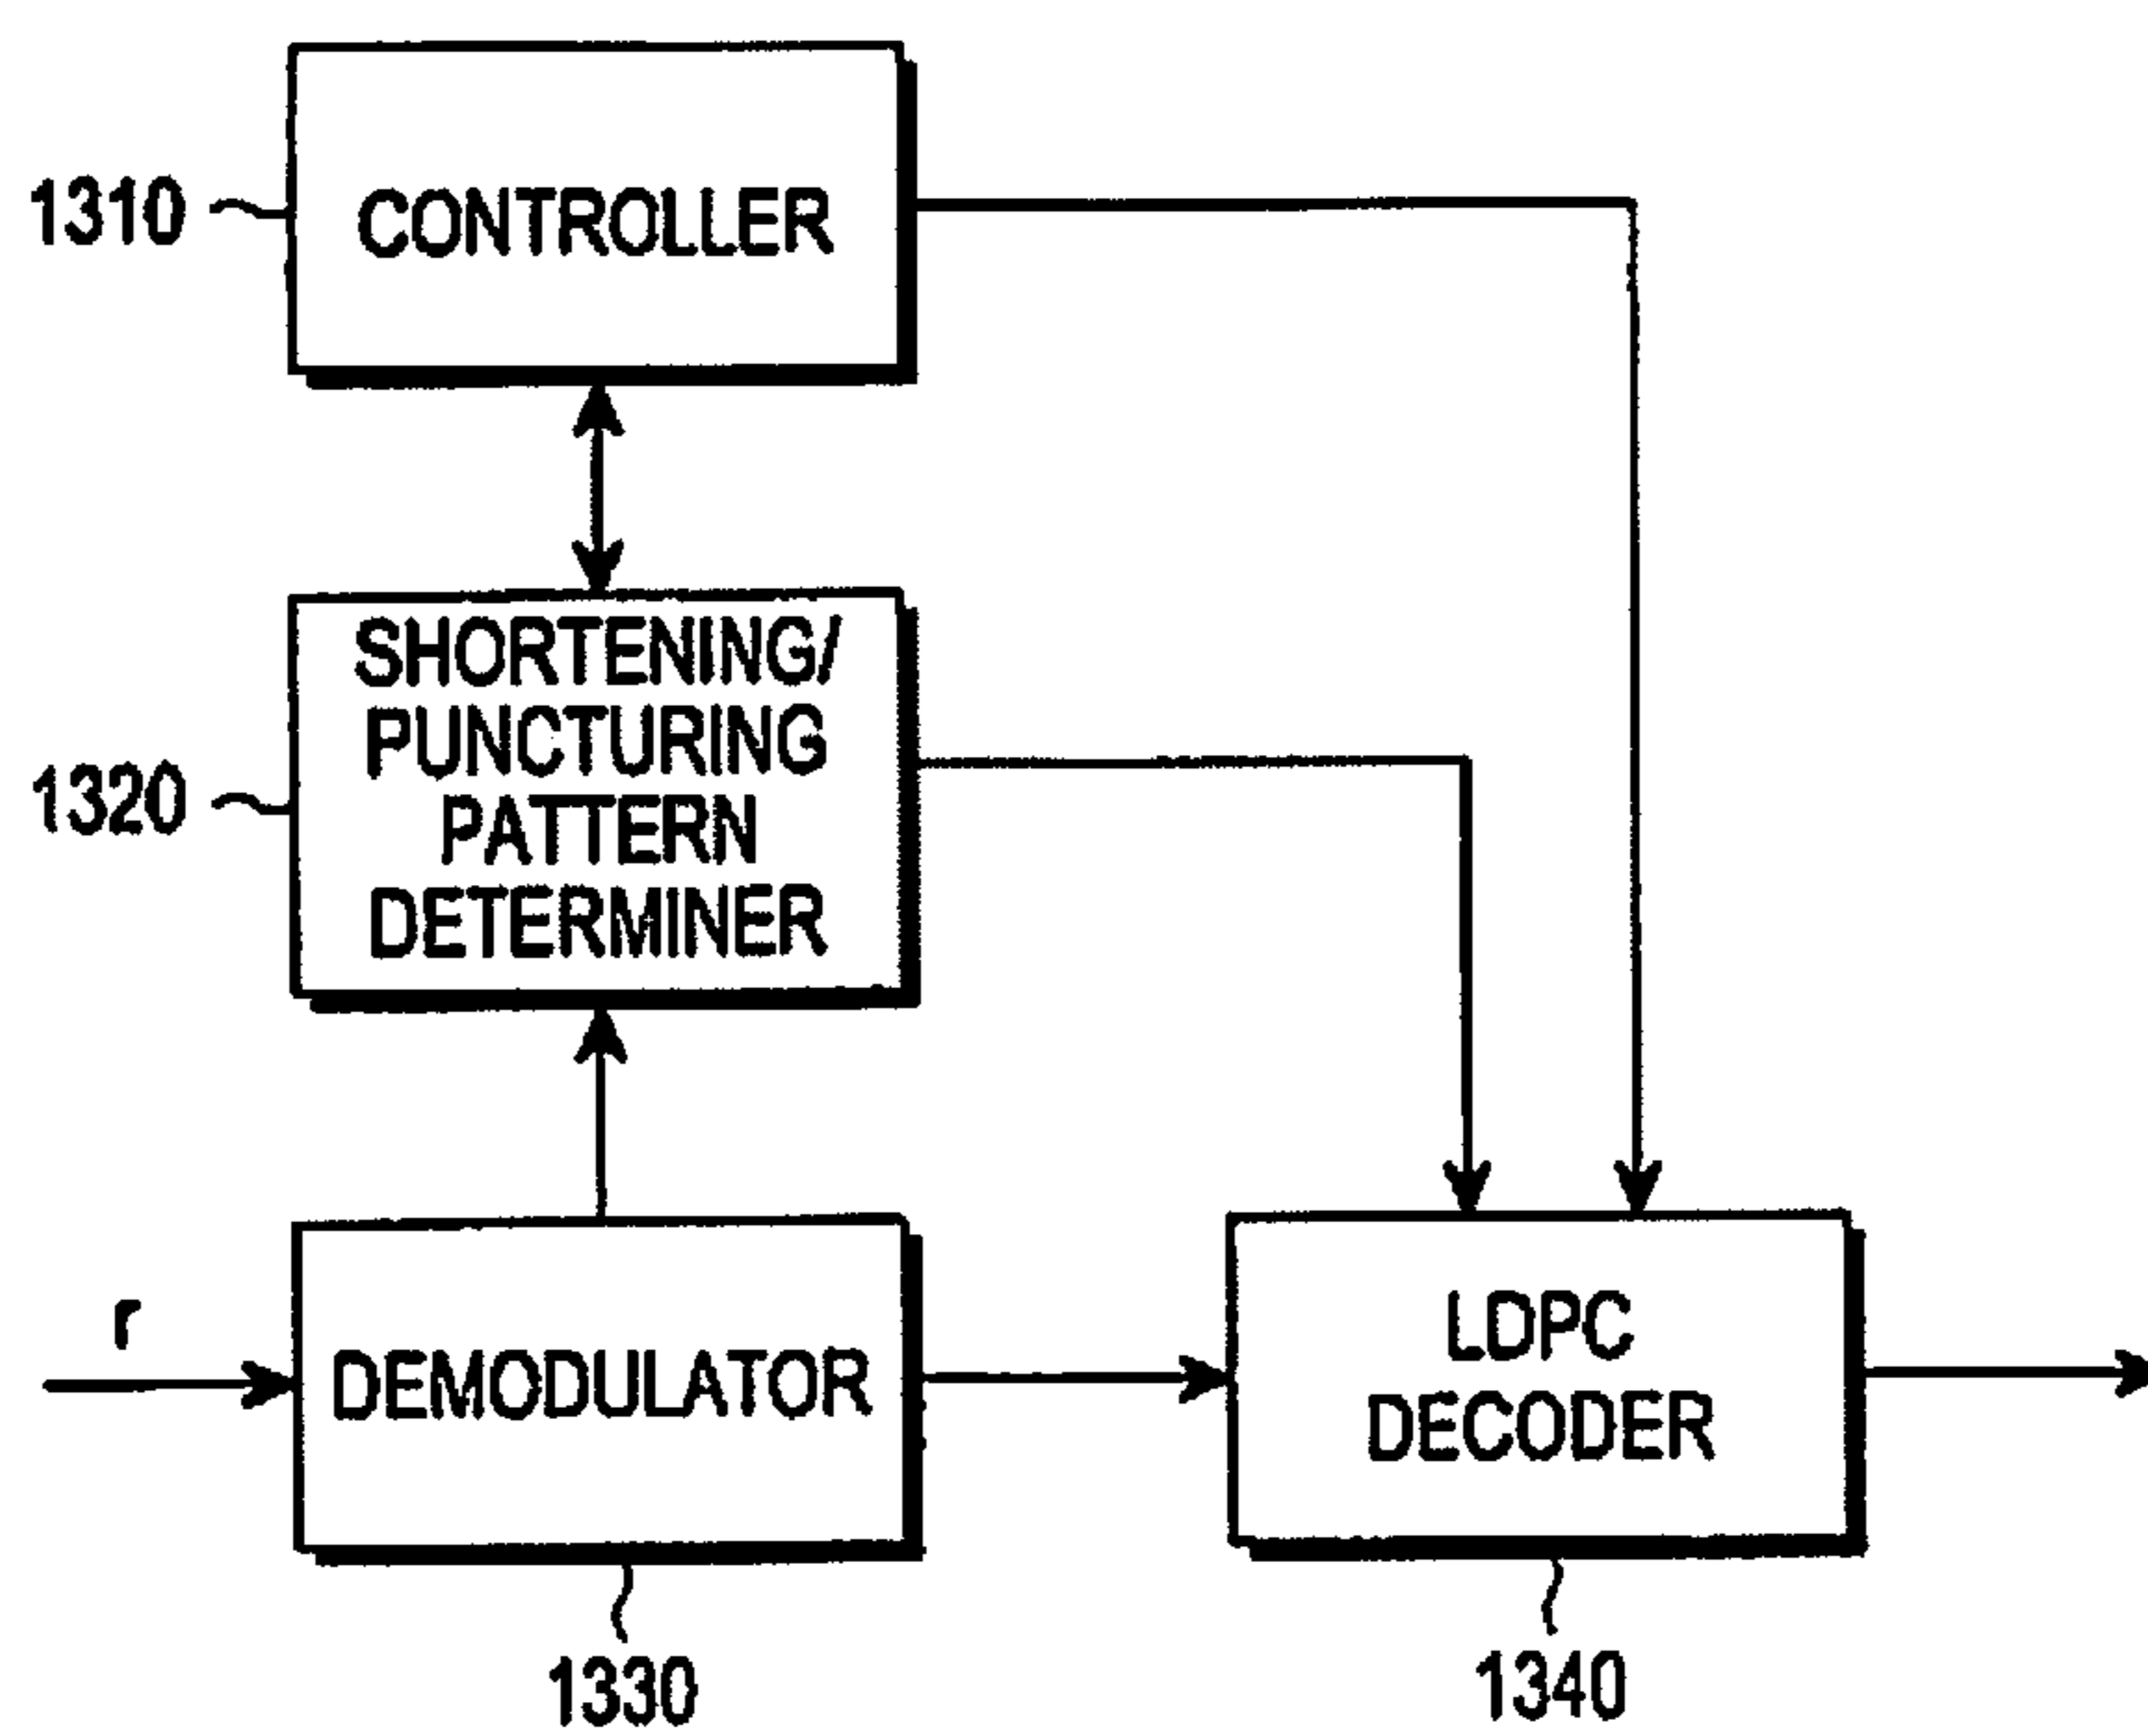 1310
CONTROLLER
1320
SHORTENING/
PUNCTURING
PATTERN
DETERMINER
r
DEMODULATOR
LDPC
DECODER
1330
1340